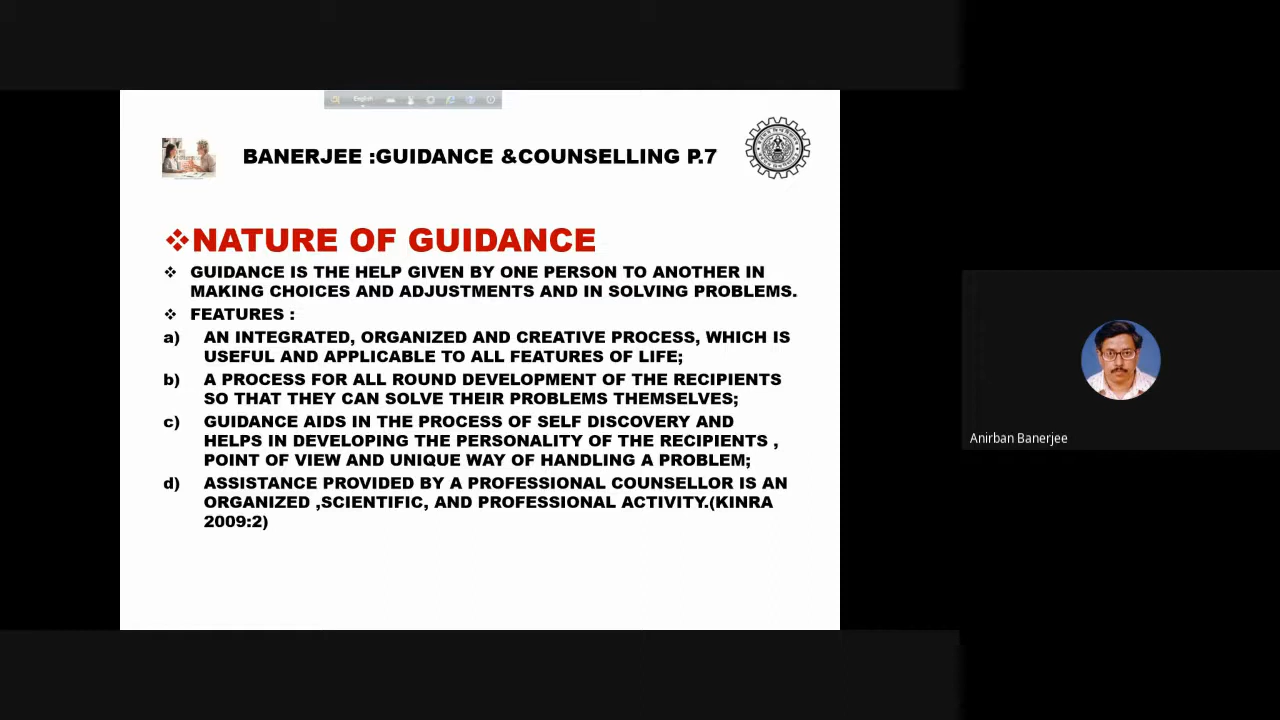 English
BANERJEE :GUIDANCE &COUNSELLING P.7
❖NATURE OF GUIDANCE
❖ GUIDANCE IS THE HELP GIVEN BY ONE PERSON TO ANOTHER IN
MAKING CHOICES AND ADJUSTMENTS AND IN SOLVING PROBLEMS.
❖ FEATURES :
a) AN INTEGRATED, ORGANIZED AND CREATIVE PROCESS, WHICH IS
USEFUL AND APPLICABLE TO ALL FEATURES OF LIFE;
b) A PROCESS FOR ALL ROUND DEVELOPMENT OF THE RECIPIENTS
SO THAT THEY CAN SOLVE THEIR PROBLEMS THEMSELVES;
c) GUIDANCE AIDS IN THE PROCESS OF SELF DISCOVERY AND
HELPS IN DEVELOPING THE PERSONALITY OF THE RECIPIENTS ,
POINT OF VIEW AND UNIQUE WAY OF HANDLING A PROBLEM;
d) ASSISTANCE PROVIDED BY A PROFESSIONAL COUNSELLOR IS AN
ORGANIZED ,SCIENTIFIC, AND PROFESSIONAL ACTIVITY.(KINRA
2009:2)
Anirban Banerjee